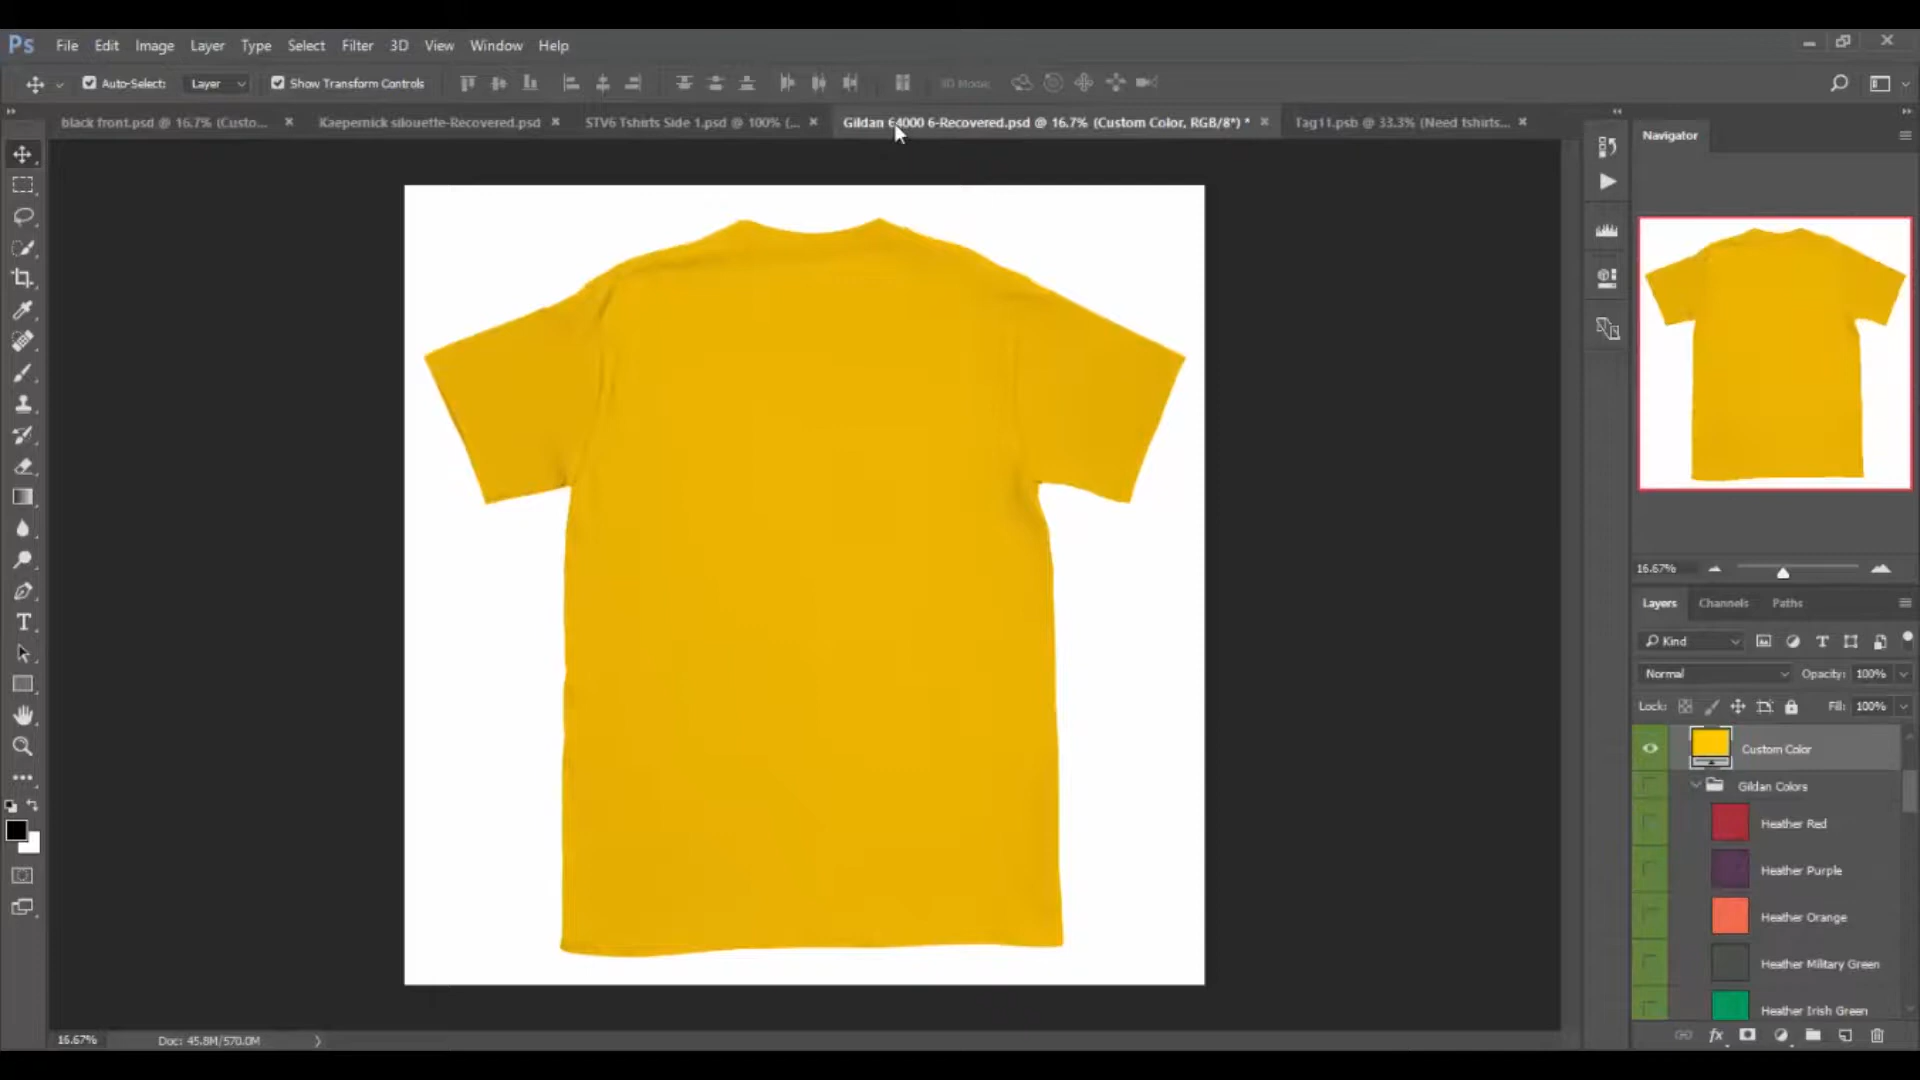 Ps File Edit Image Layer Type Select Filter 3D View Window Help
Auto-Select: Layer Show Transform Controls 3D Mode:
black front.psd @ 16.7% (Custo... Kaepernick silouette-Recovered.psd STV6 Tshirts Side 1.psd @ 100% (... Gildan 64000 6-Recovered.psd @ 16.7% (Custom Color, RGB/8*) * Tag11.psb @ 33.3% (Need tshirts...
Navigator
16.67%
Layers Channels Paths
Kind
Normal Opacity: 100%
Lock: Fill: 100%
Custom Color
Gildan Colors
Heather Red
Heather Purple
Heather Orange
Heather Military Green
Heather Irish Green
16.67% Doc: 45.8M/570.0M